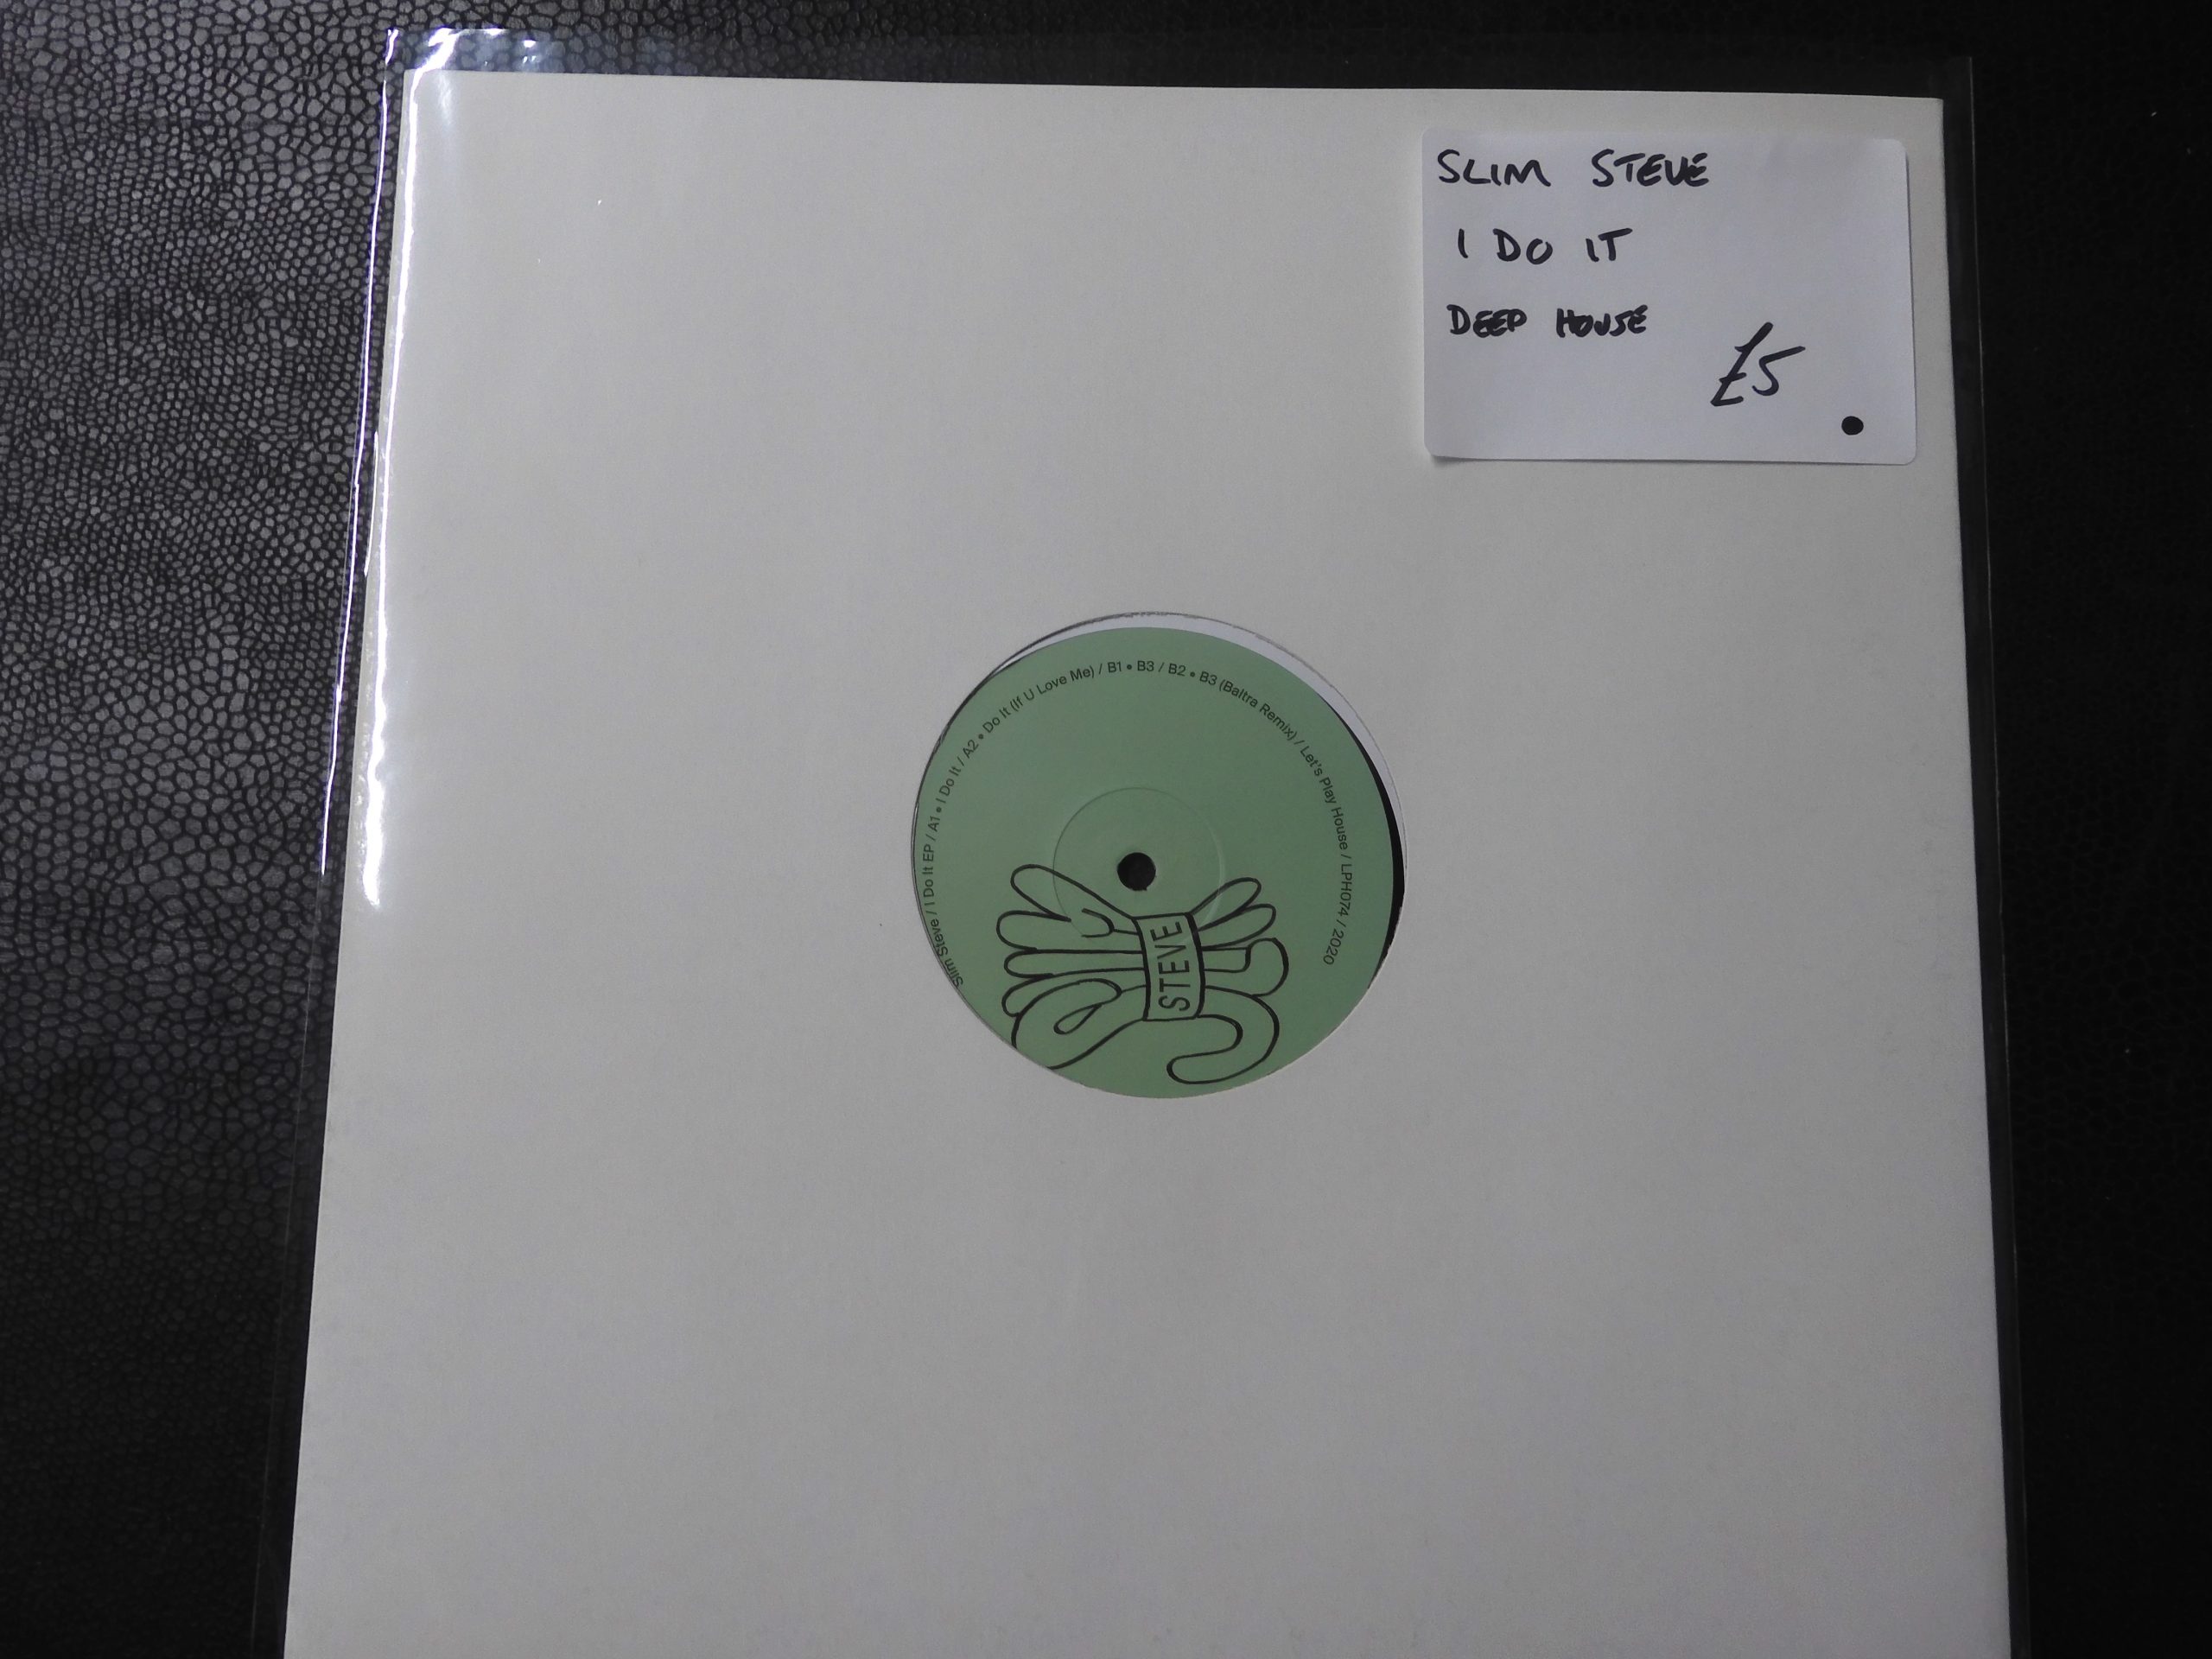 SLIM STEVE
I DO IT
DEEP HOUSE
£5
Slim Steve / I Do It EP / A1 • I Do It / A2 • Do It (If U Love Me) / B1 • B3 / B2 • B3 (Baltra Remix) / Let's Play House / LPH074 / 2020
STEVE